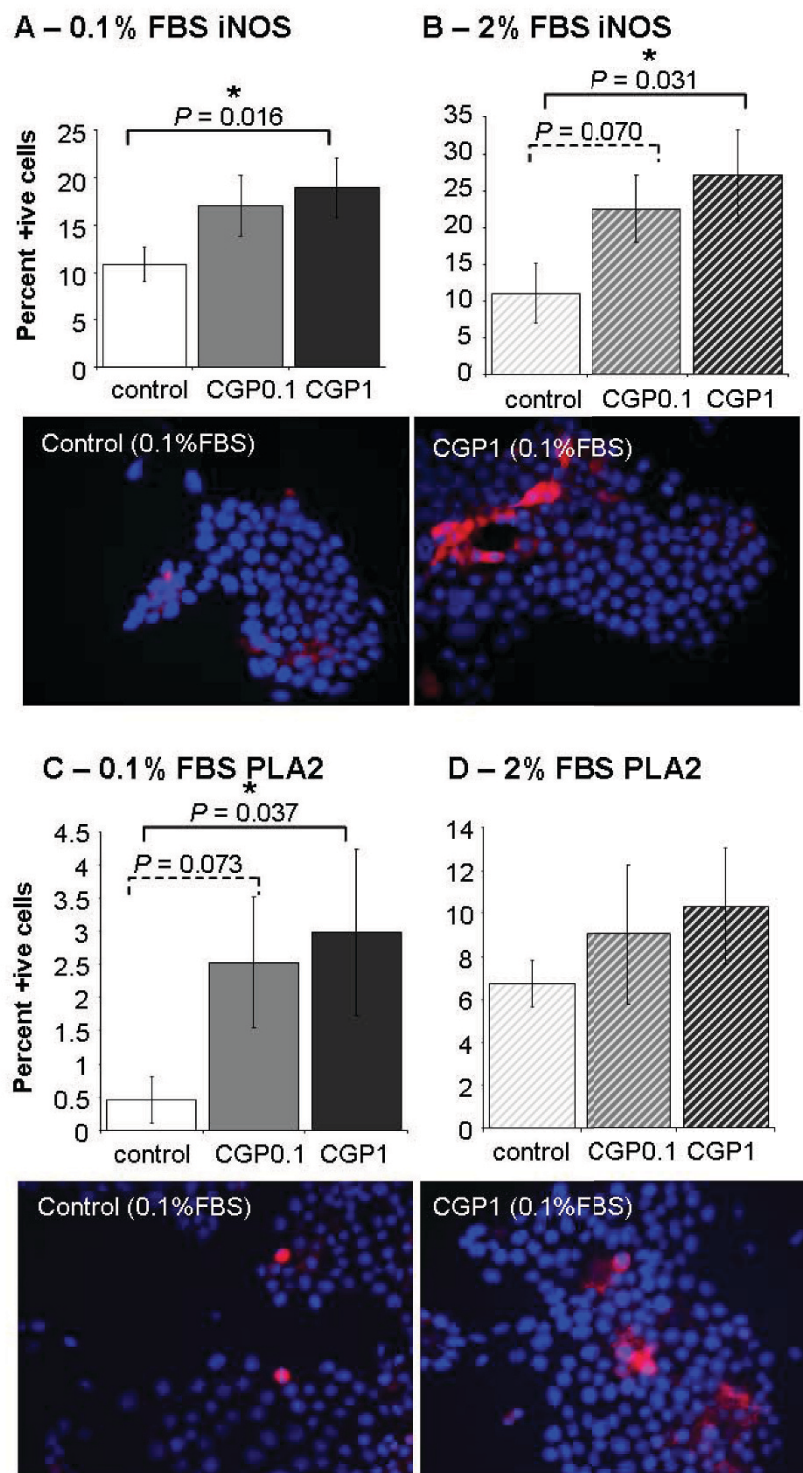 A – 0.1% FBS iNOS
*
P = 0.016
Percent +ive cells
25
20
15
10
5
0
control CGP0.1 CGP1
B – 2% FBS iNOS
*
P = 0.031
P = 0.070
35
30
25
20
15
10
5
0
control CGP0.1 CGP1
Control (0.1%FBS)
CGP1 (0.1%FBS)
C – 0.1% FBS PLA2
*
P = 0.037
P = 0.073
Percent +ive cells
4.5
4
3.5
3
2.5
2
1.5
1
0.5
0
control CGP0.1 CGP1
D – 2% FBS PLA2
14
12
10
8
6
4
2
0
control CGP0.1 CGP1
Control (0.1%FBS)
CGP1 (0.1%FBS)